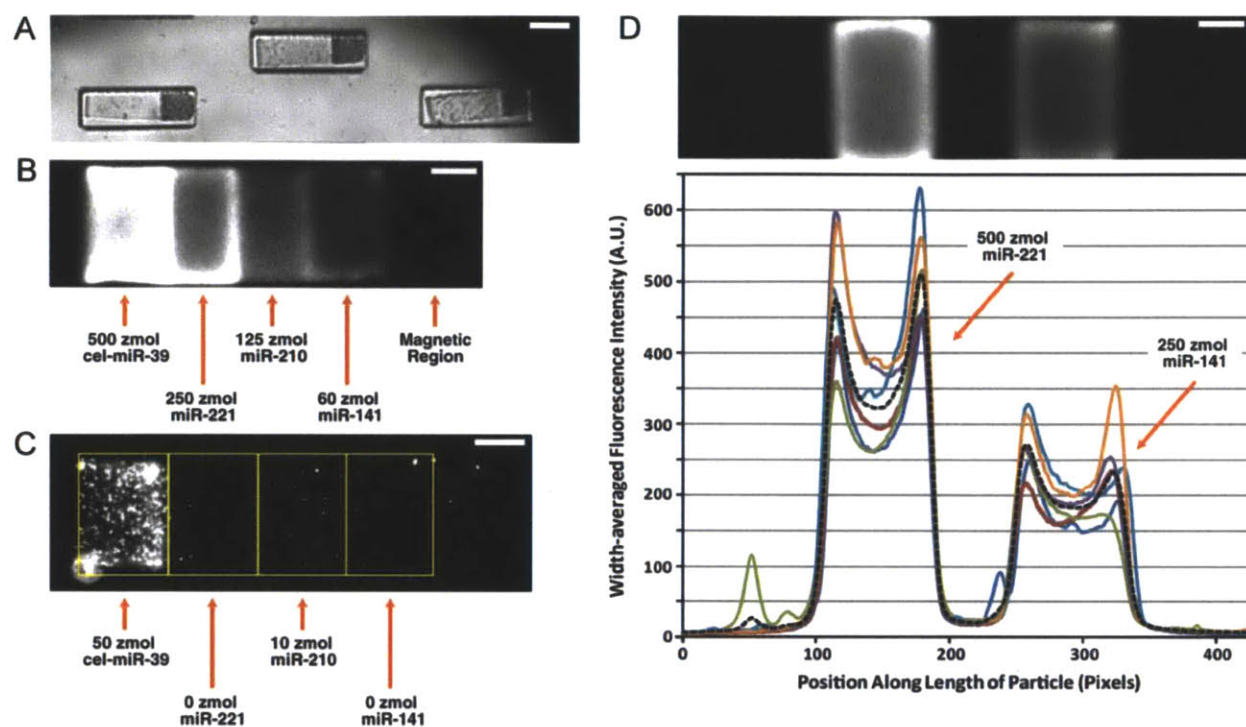 A
B
500 zmol
cel-miR-39
125 zmol
miR-210
Magnetic
Region
250 zmol
miR-221
60 zmol
miR-141
C
50 zmol
cel-miR-39
10 zmol
miR-210
0 zmol
miR-221
0 zmol
miR-141
D
Width-averaged Fluorescence Intensity (A.U.)
600
500
400
300
200
100
0
500 zmol
miR-221
250 zmol
miR-141
0
100
200
300
400
Position Along Length of Particle (Pixels)